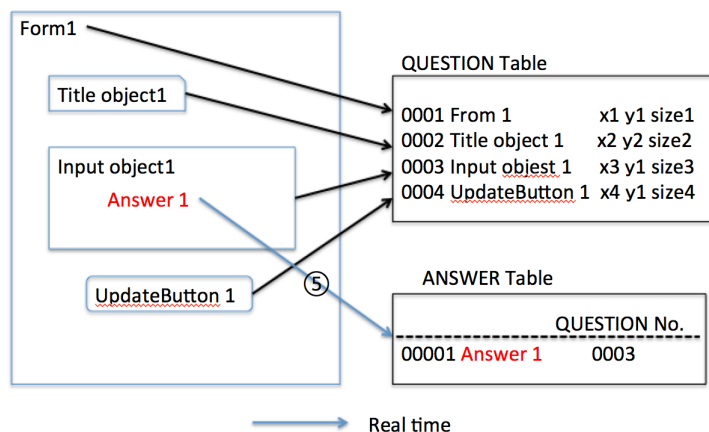 Form1
Title object1
Input object1
Answer 1
UpdateButton 1
⑤
QUESTION Table
0001 From 1 x1 y1 size1
0002 Title object 1 x2 y2 size2
0003 Input objest 1 x3 y1 size3
0004 UpdateButton 1 x4 y1 size4
ANSWER Table
QUESTION No.
00001 Answer 1 0003
Real time